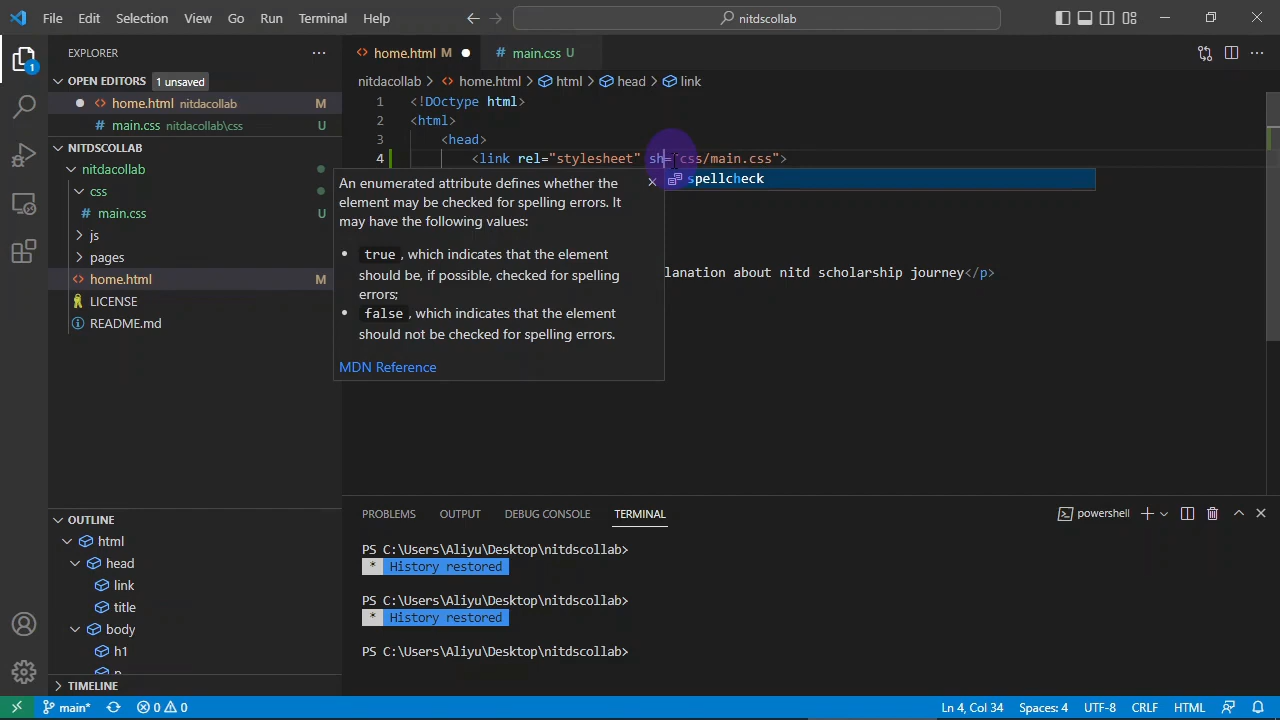 File Edit Selection View Go Run Terminal Help
nitdscollab
EXPLORER
home.html M
main.css U
1
OPEN EDITORS 1 unsaved
home.html nitdacollab M
main.css nitdacollab\css U
NITDSCOLLAB
nitdacollab
css
main.css U
js
pages
home.html M
LICENSE
README.md
OUTLINE
html
head
link
title
body
h1
TIMELINE
nitdacollab > home.html > html > head > link
1 <!DOctype html>
2 <html>
3 <head>
4 <link rel="stylesheet" sh="css/main.css">
spellcheck
An enumerated attribute defines whether the
element may be checked for spelling errors. It
may have the following values:
• true, which indicates that the element
should be, if possible, checked for spelling
errors;
• false, which indicates that the element
should not be checked for spelling errors.
MDN Reference
lanation about nitd scholarship journey</p>
PROBLEMS OUTPUT DEBUG CONSOLE TERMINAL
powershell
PS C:\Users\Aliyu\Desktop\nitdscollab>
* History restored
PS C:\Users\Aliyu\Desktop\nitdscollab>
* History restored
PS C:\Users\Aliyu\Desktop\nitdscollab>
main* 0 0
Ln 4, Col 34 Spaces: 4 UTF-8 CRLF HTML